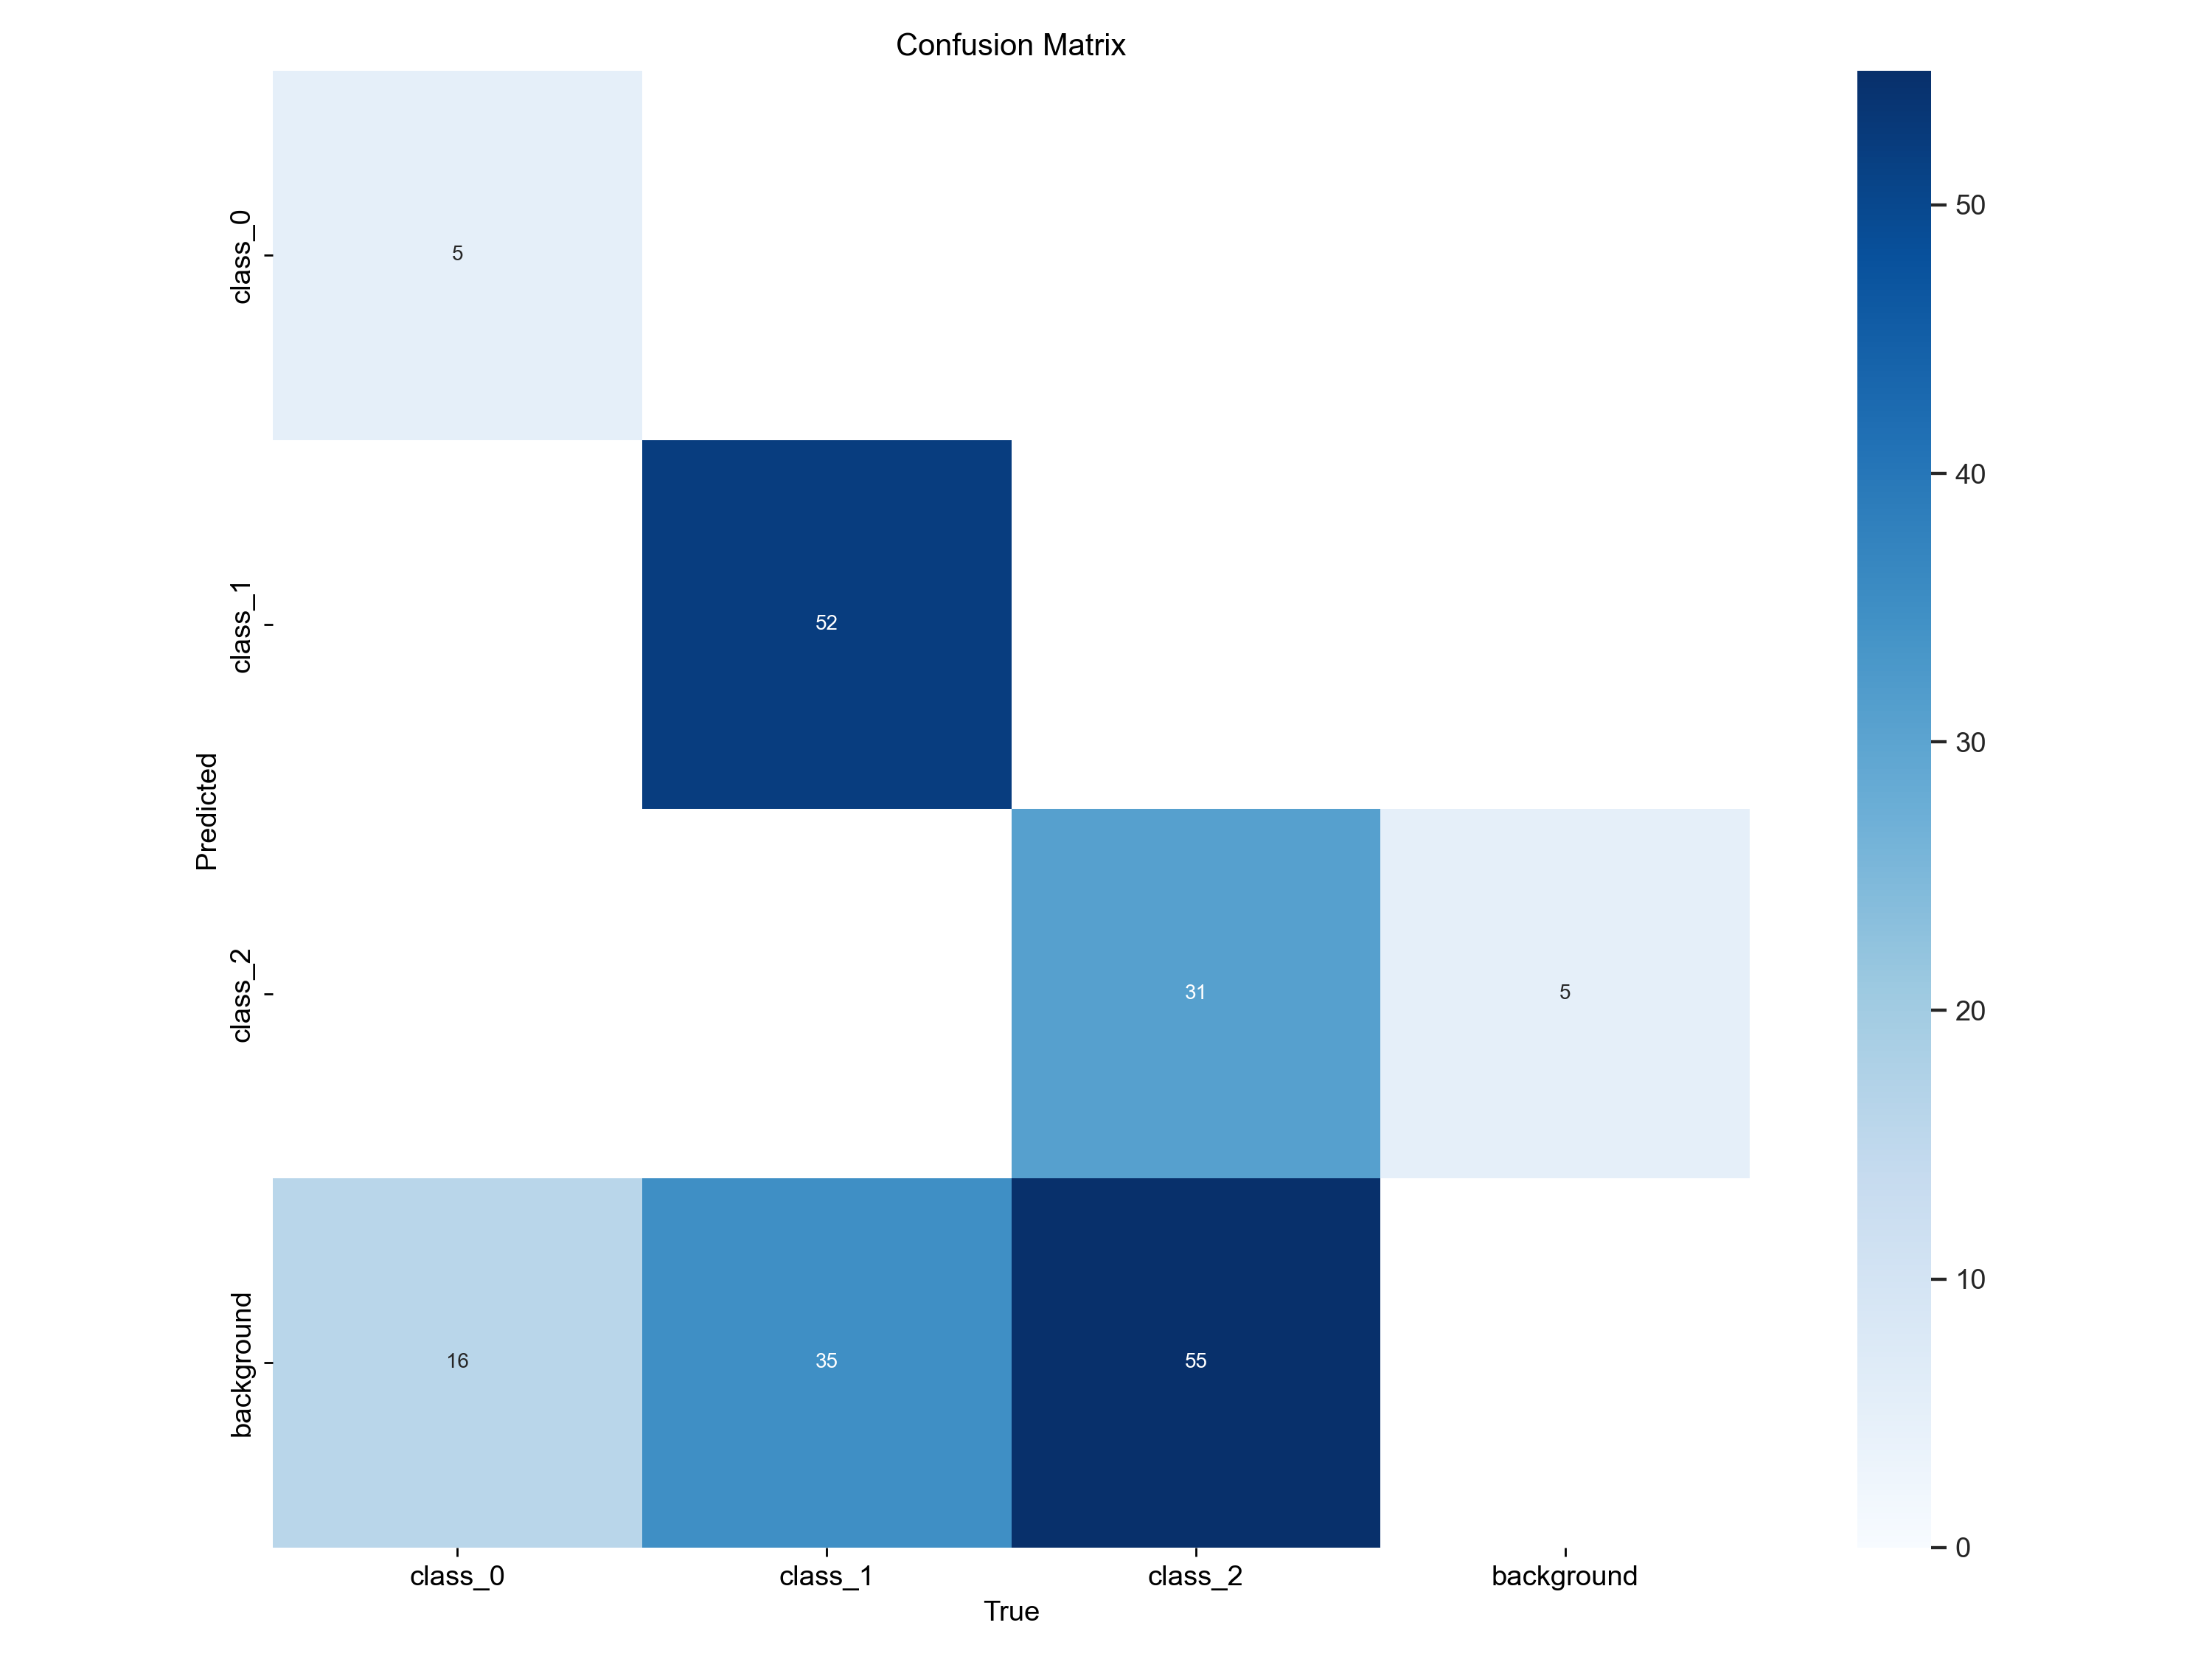 Confusion Matrix
class_0
5
class_1
52
Predicted
class_2
31
5
background
16
35
55
class_0
class_1
class_2
background
True
50
40
30
20
10
0